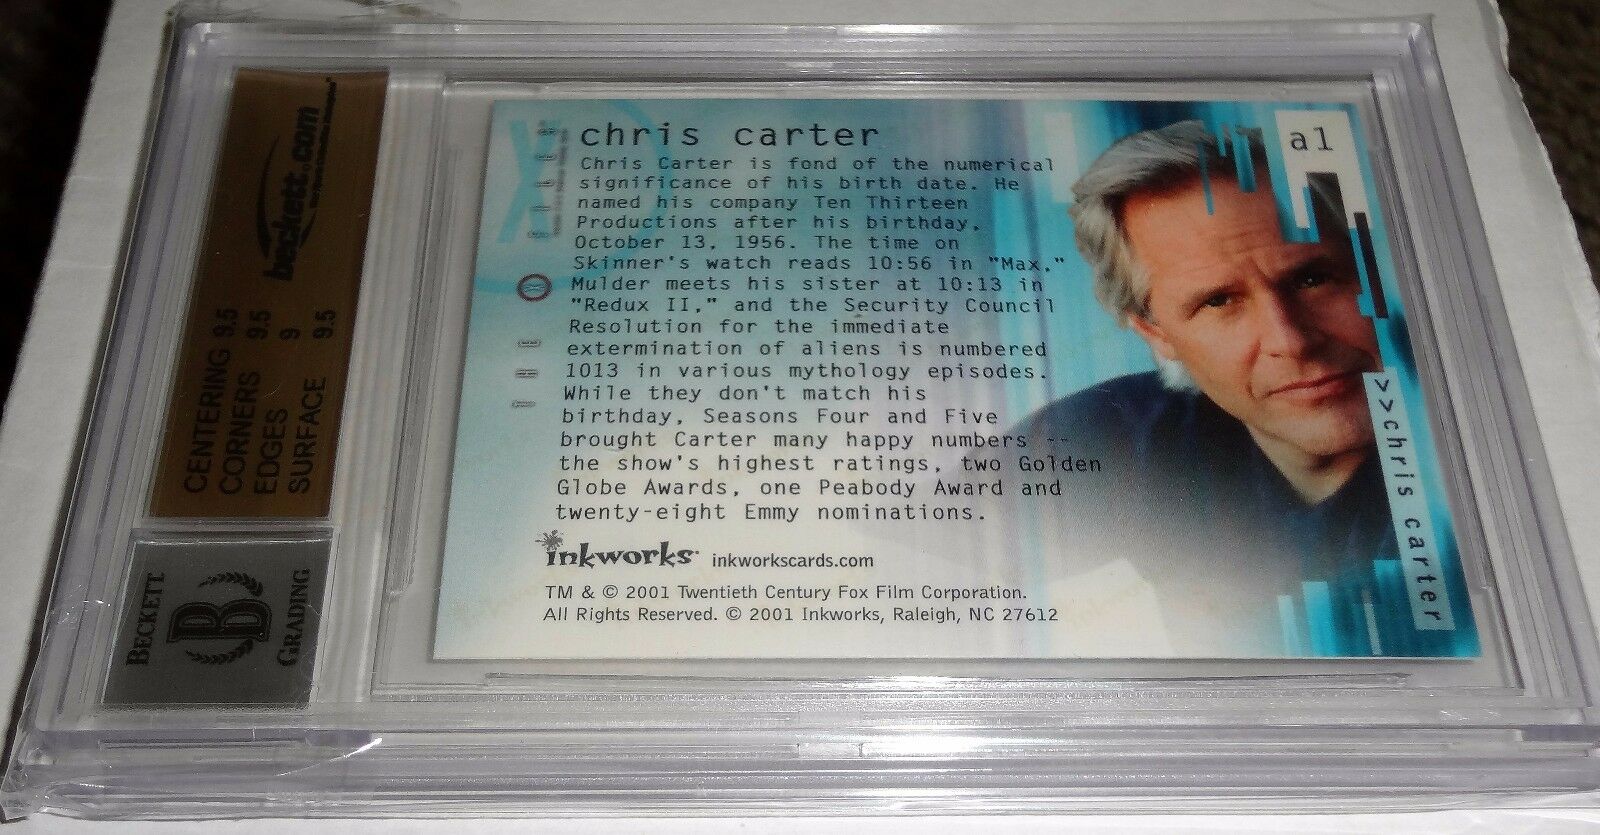 chris carter
Chris Carter is fond of the numerical
significance of his birth date. He
named his company Ten Thirteen
Productions after his birthday,
October 13, 1956. The time on
Skinner's watch reads 10:56 in "Max,"
Mulder meets his sister at 10:13 in
"Redux II," and the Security Council
Resolution for the immediate
extermination of aliens is numbered
1013 in various mythology episodes.
While they don't match his
birthday, Seasons Four and Five
brought Carter many happy numbers --
the show's highest ratings, two Golden
Globe Awards, one Peabody Award and
twenty-eight Emmy nominations.
inkworks inkworkscards.com
TM & © 2001 Twentieth Century Fox Film Corporation.
All Rights Reserved. © 2001 Inkworks, Raleigh, NC 27612
a1
>>chris carter
beckett.com
CENTERING 9.5
CORNERS 9.5
EDGES 9
SURFACE 9.5
BECKETT
B
GRADING